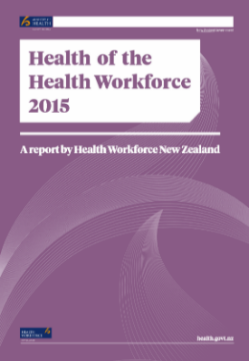 Health of the
Health Workforce
2015
A report by Health Workforce New Zealand
health.govt.nz